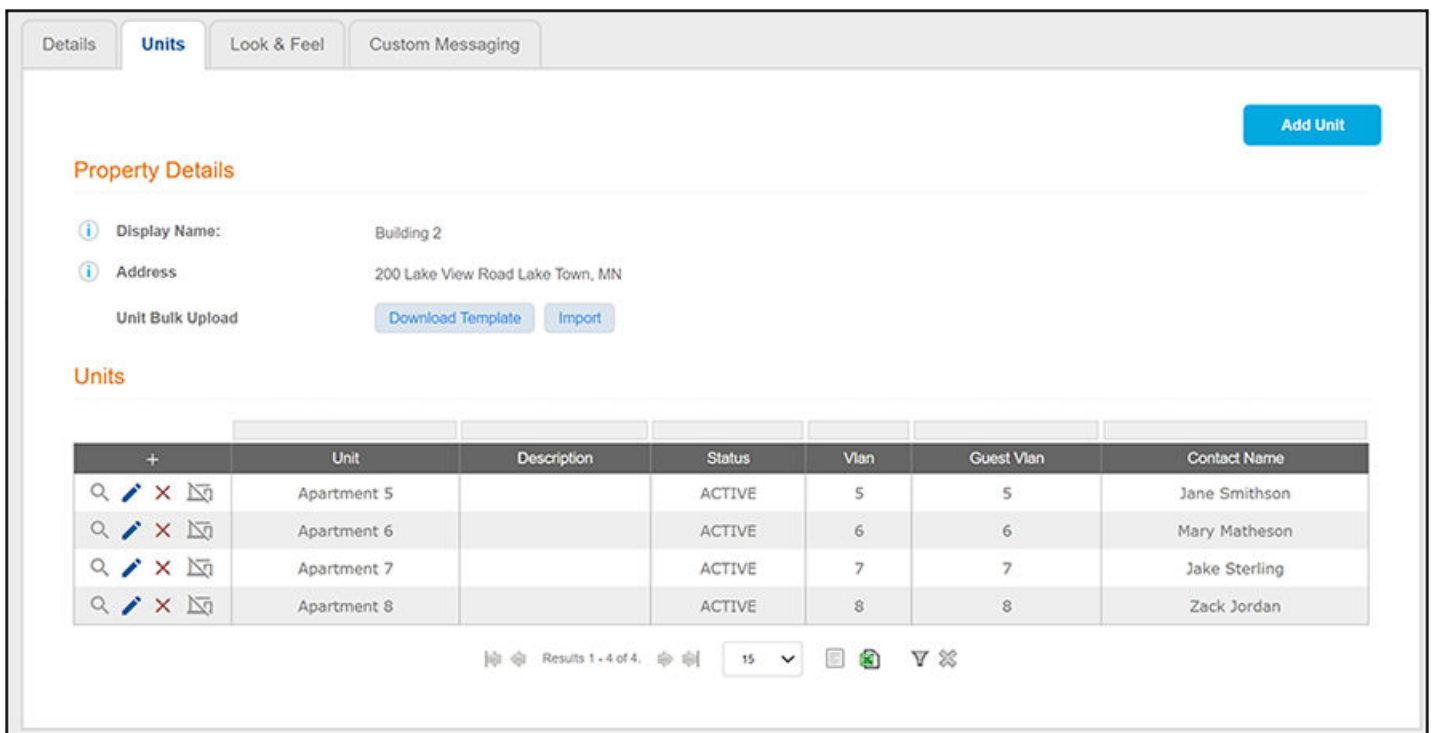 Details Units Look & Feel Custom Messaging
Add Unit
Property Details
Display Name: Building 2
Address 200 Lake View Road Lake Town, MN
Unit Bulk Upload Download Template Import
Units
+ Unit Description Status Vlan Guest Vlan Contact Name
Apartment 5 ACTIVE 5 5 Jane Smithson
Apartment 6 ACTIVE 6 6 Mary Matheson
Apartment 7 ACTIVE 7 7 Jake Sterling
Apartment 8 ACTIVE 8 8 Zack Jordan
Results 1 - 4 of 4. 15